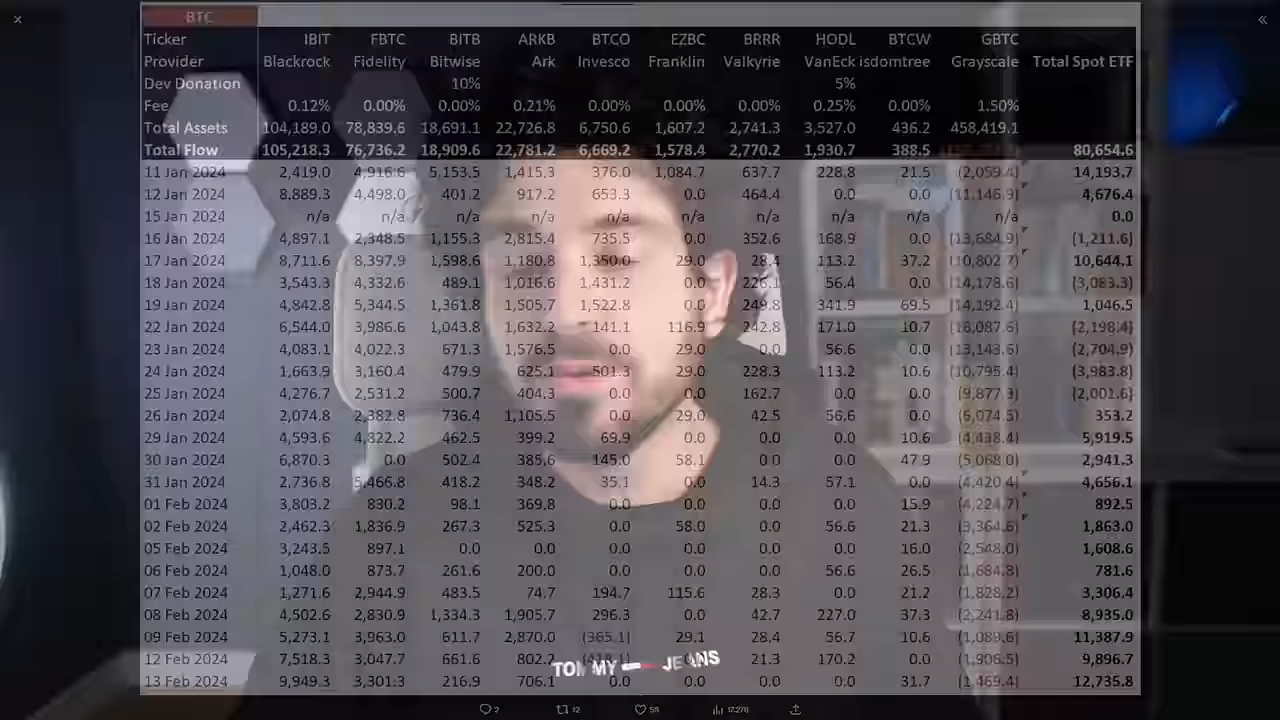 BTC
Ticker IBIT FBTC BITB ARKB BTCO EZBC BRRR HODL BTCW GBTC
Provider Blackrock Fidelity Bitwise Ark Invesco Franklin Valkyrie VanEck isdomtree Grayscale Total Spot ETF
Dev Donation 10% 5%
Fee 0.12% 0.00% 0.00% 0.21% 0.00% 0.00% 0.00% 0.25% 0.00% 1.50%
Total Assets 104,189.0 78,839.6 18,691.1 22,726.8 6,750.6 1,607.2 2,741.3 3,527.0 436.2 458,419.1
Total Flow 105,218.3 76,736.2 18,909.6 22,781.2 6,669.2 1,578.4 2,770.2 1,930.7 388.5 80,654.6
11 Jan 2024 2,419.0 4,916.6 5,153.5 1,415.3 376.0 1,084.7 637.7 228.8 21.5 (2,059.4) 14,193.7
12 Jan 2024 8,889.3 4,498.0 401.2 917.2 653.3 0.0 464.4 0.0 0.0 (11,146.9) 4,676.4
15 Jan 2024 n/a n/a n/a n/a n/a n/a n/a n/a n/a n/a 0.0
16 Jan 2024 4,897.1 2,348.5 1,155.3 2,815.4 735.5 0.0 352.6 168.9 0.0 (13,684.9) (1,211.6)
17 Jan 2024 8,711.6 8,397.9 1,598.6 1,180.8 1,350.0 29.0 28.4 113.2 37.2 (10,802.7) 10,644.1
18 Jan 2024 3,543.3 4,332.6 489.1 1,016.6 1,431.2 0.0 226.1 56.4 0.0 (14,178.6) (3,083.3)
19 Jan 2024 4,842.8 5,344.5 1,361.8 1,505.7 1,522.8 0.0 249.8 341.9 69.5 (14,192.4) 1,046.5
22 Jan 2024 6,544.0 3,986.6 1,043.8 1,632.2 141.1 116.9 242.8 171.0 10.7 (16,087.6) (2,198.4)
23 Jan 2024 4,083.1 4,022.3 671.3 1,576.5 0.0 29.0 0.0 56.6 0.0 (13,143.6) (2,704.9)
24 Jan 2024 1,663.9 3,160.4 479.9 625.1 501.3 29.0 228.3 113.2 10.6 (10,795.4) (3,983.8)
25 Jan 2024 4,276.7 2,531.2 500.7 404.3 0.0 0.0 162.7 0.0 0.0 (9,877.3) (2,001.6)
26 Jan 2024 2,074.8 2,382.8 736.4 1,105.5 0.0 29.0 42.5 56.6 0.0 (6,074.3) 353.2
29 Jan 2024 4,593.6 4,822.2 462.5 399.2 69.9 0.0 0.0 0.0 10.6 (4,438.4) 5,919.5
30 Jan 2024 6,870.3 0.0 502.4 385.6 145.0 58.1 0.0 0.0 47.9 (5,068.0) 2,941.3
31 Jan 2024 2,736.8 5,466.8 418.2 348.2 35.1 0.0 14.3 57.1 0.0 (4,420.4) 4,656.1
01 Feb 2024 3,803.2 830.2 98.1 369.8 0.0 0.0 0.0 0.0 15.9 (4,224.7) 892.5
02 Feb 2024 2,462.3 1,836.9 267.3 525.3 0.0 58.0 0.0 56.6 21.3 (3,364.6) 1,863.0
05 Feb 2024 3,243.5 897.1 0.0 0.0 0.0 0.0 0.0 0.0 16.0 (2,548.0) 1,608.6
06 Feb 2024 1,048.0 873.7 261.6 200.0 0.0 0.0 0.0 56.6 26.5 (1,684.8) 781.6
07 Feb 2024 1,271.6 2,944.9 483.5 74.7 194.7 115.6 28.3 0.0 21.2 (1,828.2) 3,306.4
08 Feb 2024 4,502.6 2,830.9 1,334.3 1,905.7 296.3 0.0 42.7 227.0 37.3 (2,241.8) 8,935.0
09 Feb 2024 5,273.1 3,963.0 611.7 2,870.0 (365.1) 29.1 28.4 56.7 10.6 (1,089.6) 11,387.9
12 Feb 2024 7,518.3 3,047.7 661.6 802.2 21.3 170.2 0.0 (1,906.5) 9,896.7
TOMMY JEANS
13 Feb 2024 9,949.3 3,301.3 216.9 706.1 0.0 0.0 0.0 0.0 31.7 (1,469.4) 12,735.8
2 12 58 17,278